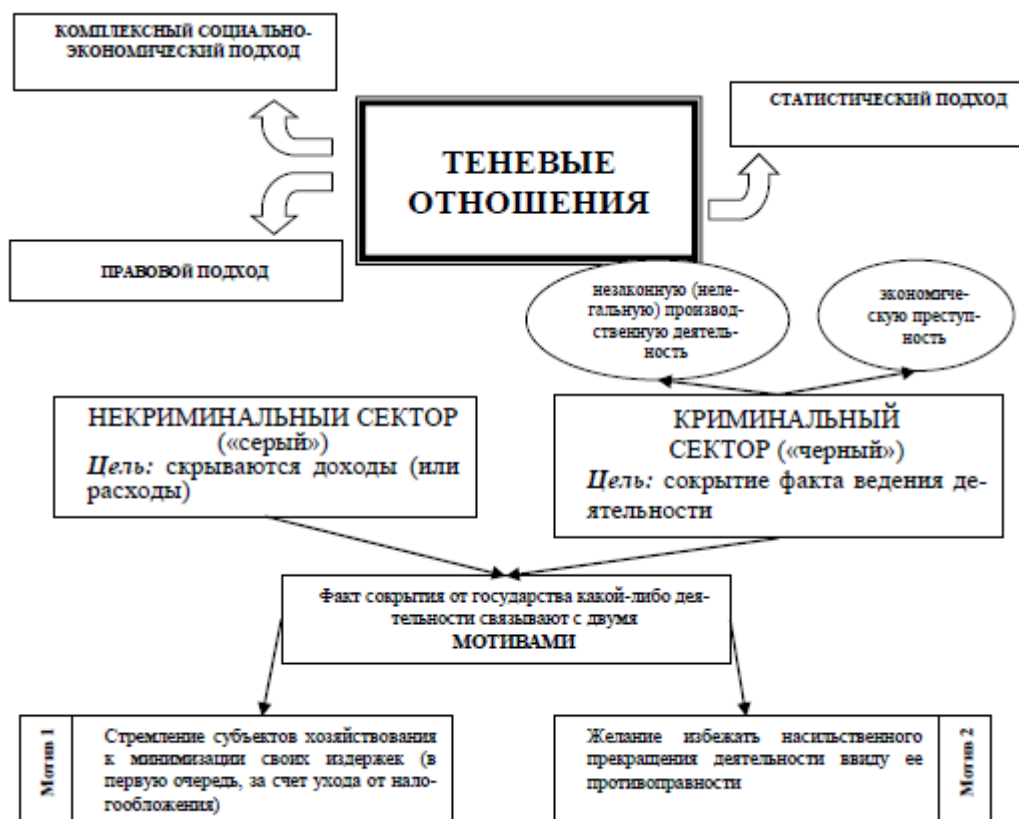 КОМПЛЕКСНЫЙ СОЦИАЛЬНО-
ЭКОНОМИЧЕСКИЙ ПОДХОД
СТАТИСТИЧЕСКИЙ ПОДХОД
ТЕНЕВЫЕ
ОТНОШЕНИЯ
ПРАВОВОЙ ПОДХОД
незаконную (неле-
гальную) производ-
ственную деятель-
ность
экономиче-
скую преступ-
ность
НЕКРИМИНАЛЬНЫЙ СЕКТОР
(«серый»)
Цель: скрываются доходы (или
расходы)
КРИМИНАЛЬНЫЙ
СЕКТОР («черный»)
Цель: сокрытие факта ведения де-
ятельности
Факт сокрытия от государства какой-либо дея-
тельности связывают с двумя
МОТИВАМИ
Мотив 1
Стремление субъектов хозяйствования
к минимизации своих издержек (в
первую очередь, за счет ухода от нало-
гообложения)
Желание избежать насильственного
прекращения деятельности ввиду ее
противоправности
Мотив 2